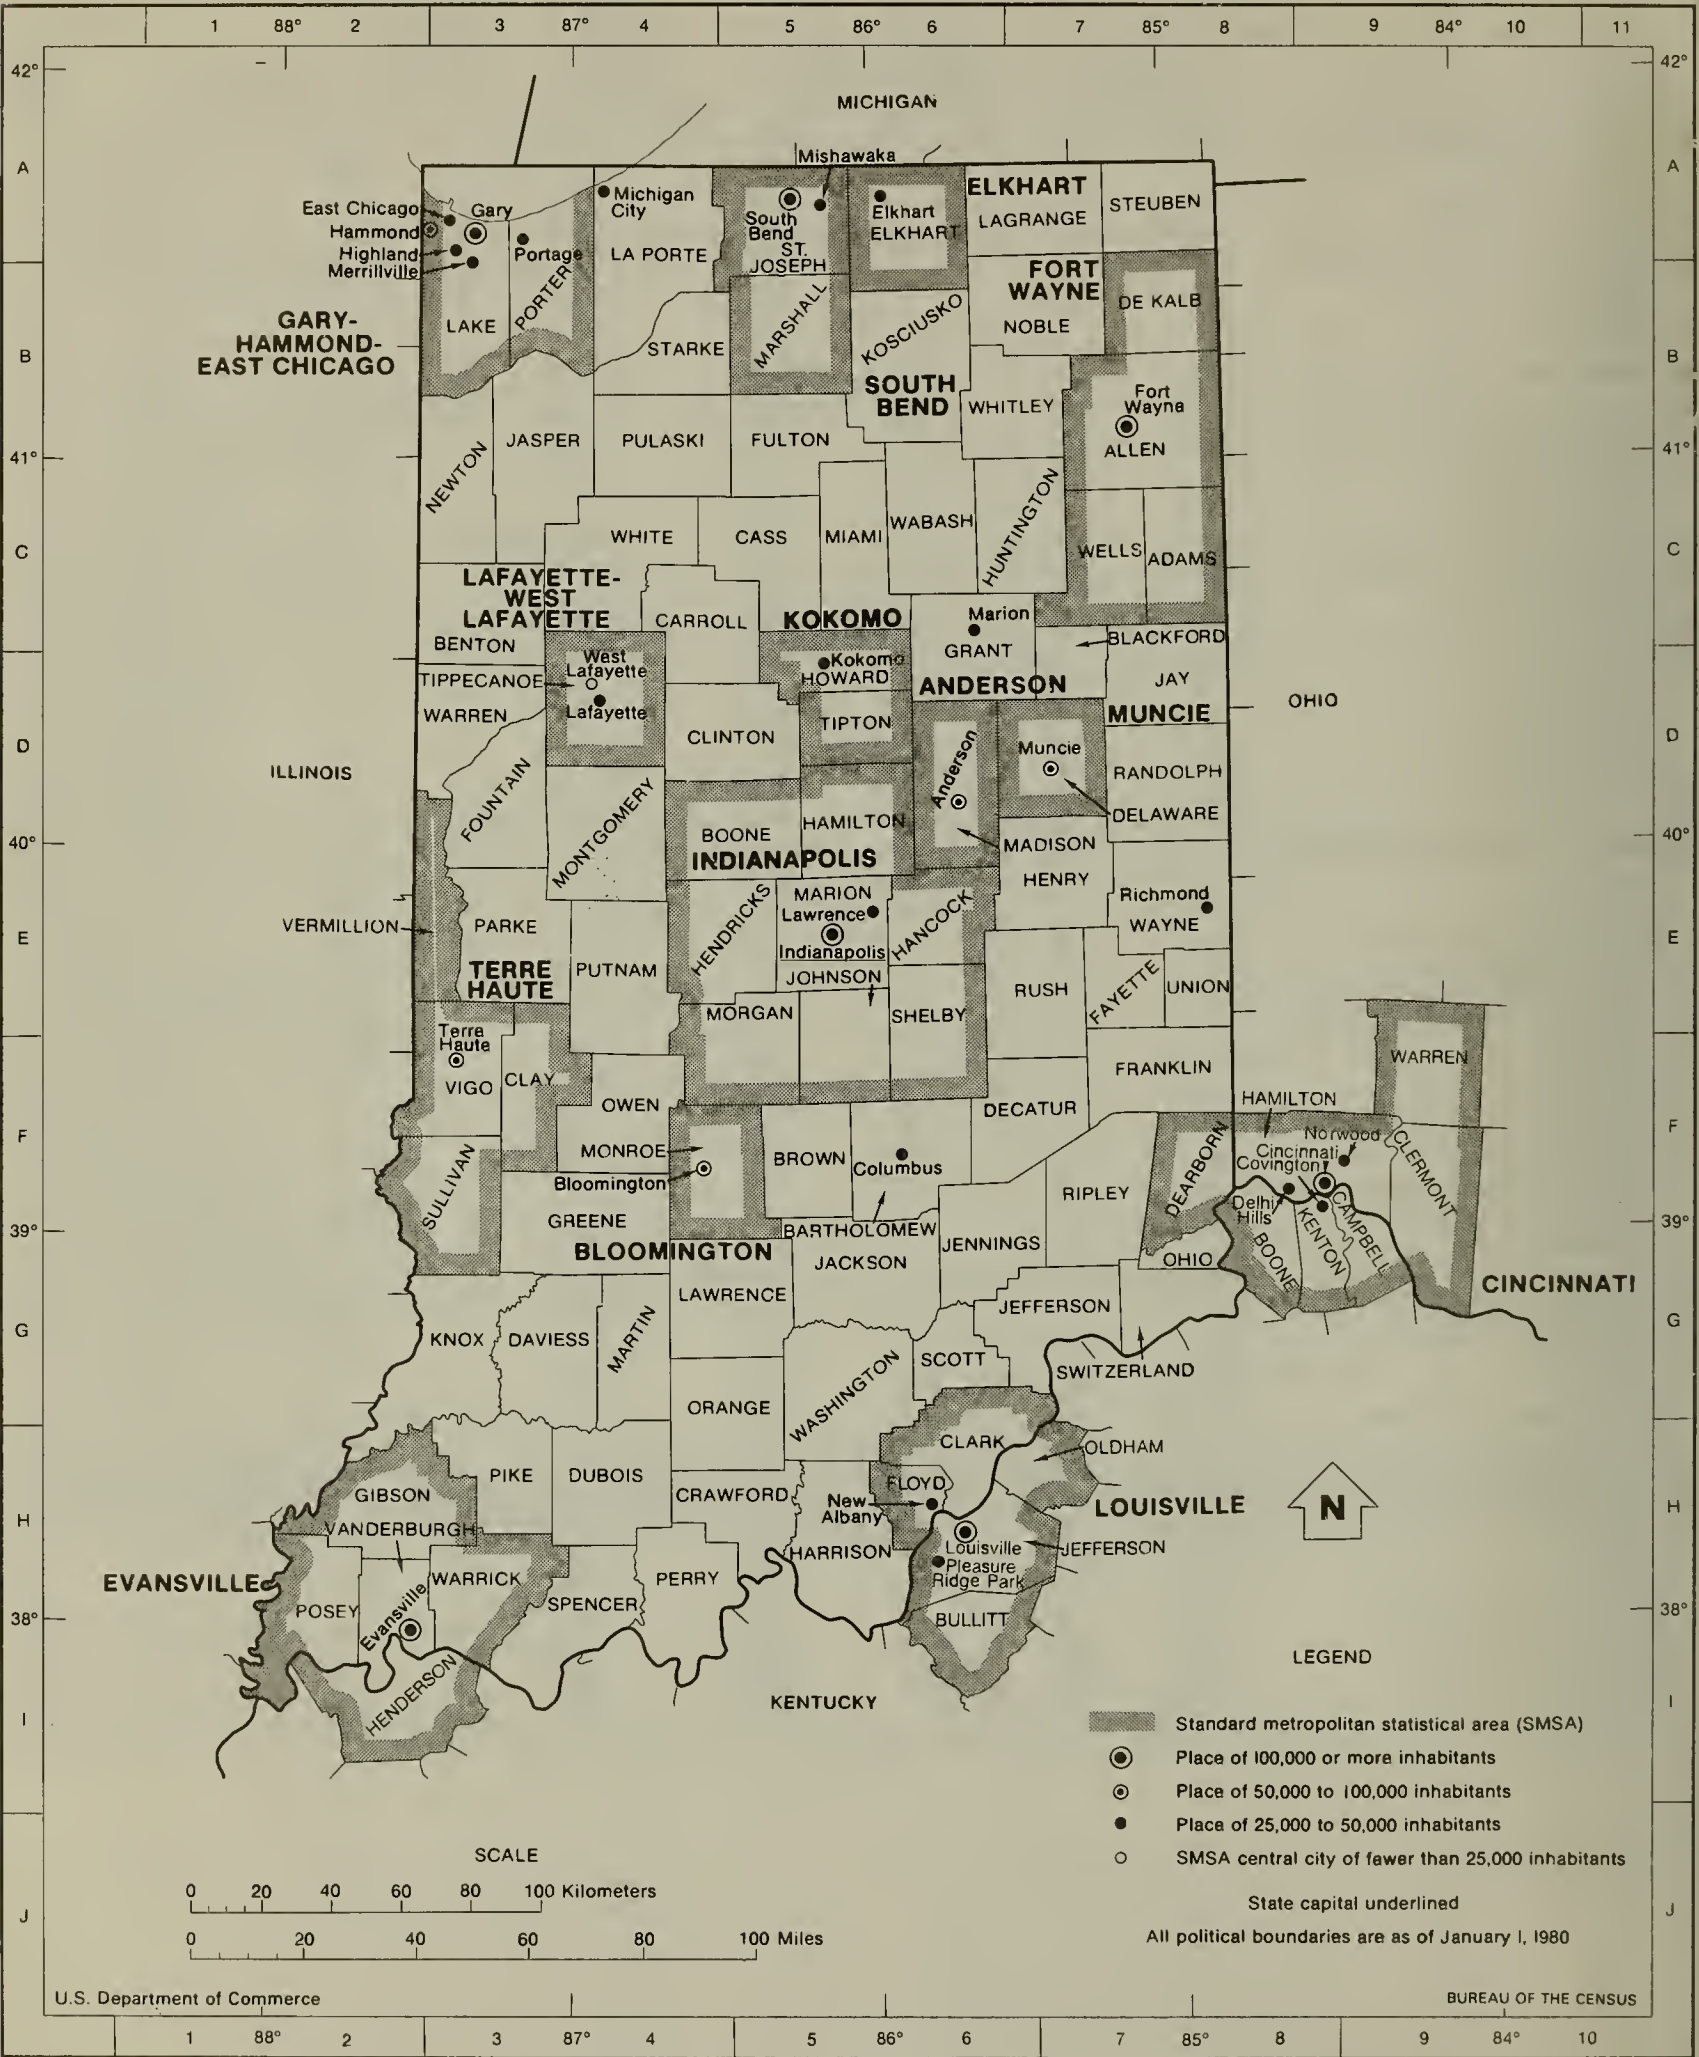 1 88° 2 3 87° 4 5 86° 6 7 85° 8 9 84° 10 11
42° 42°
MICHIGAN
A A
Mishawaka
ELKHART
STEUBEN
LAGRANGE
Michigan
City
East Chicago
Gary
Hammond
Highland
Portage
Merrillville
LA PORTE
South
Bend
ST.
JOSEPH
Elkhart
ELKHART
FORT
WAYNE
DE KALB
NOBLE
GARY-
HAMMOND-
EAST CHICAGO
LAKE
PORTER
STARKE
MARSHALL
KOSCIUSKO
B B
SOUTH
BEND
WHITLEY
Fort
Wayne
ALLEN
41° 41°
NEWTON
JASPER
PULASKI
FULTON
WHITE
CASS
MIAMI
WABASH
HUNTINGTON
WELLS
ADAMS
C C
LAFAYETTE-
WEST
LAFAYETTE
CARROLL
KOKOMO
Marion
GRANT
BLACKFORD
BENTON
TIPPECANOE
WARREN
West
Lafayette
Lafayette
Kokomo
HOWARD
ANDERSON
JAY
MUNCIE
OHIO
TIPTON
CLINTON
D D
ILLINOIS
FOUNTAIN
MONTGOMERY
Anderson
Muncie
RANDOLPH
DELAWARE
BOONE
HAMILTON
MADISON
40° 40°
INDIANAPOLIS
HENRY
MARION
Lawrence
Indianapolis
HENDRICKS
HANCOCK
Richmond
WAYNE
VERMILLION
PARKE
E E
PUTNAM
TERRE
HAUTE
JOHNSON
MORGAN
SHELBY
RUSH
FAYETTE
UNION
Terre
Haute
VIGO
CLAY
OWEN
FRANKLIN
WARREN
DECATUR
HAMILTON
F F
MONROE
Bloomington
BROWN
Columbus
Norwood
Cincinnati
Covington
CLERMONT
DEARBORN
RIPLEY
SULLIVAN
GREENE
BARTHOLOMEW
Delhi
Hills
CAMPBELL
KENTON
BOONE
39° 39°
BLOOMINGTON
JACKSON
JENNINGS
OHIO
CINCINNATI
LAWRENCE
JEFFERSON
G G
KNOX
DAVIESS
MARTIN
SCOTT
SWITZERLAND
WASHINGTON
ORANGE
CLARK
OLDHAM
PIKE
DUBOIS
GIBSON
CRAWFORD
FLOYD
New
Albany
LOUISVILLE
N
H H
VANDERBURGH
HARRISON
Louisville
JEFFERSON
Pleasure
Ridge Park
EVANSVILLE
WARRICK
SPENCER
PERRY
POSEY
Evansville
BULLITT
38° 38°
HENDERSON
KENTUCKY
I I
LEGEND
Standard metropolitan statistical area (SMSA)
Place of 100,000 or more inhabitants
Place of 50,000 to 100,000 inhabitants
Place of 25,000 to 50,000 inhabitants
SMSA central city of fewer than 25,000 inhabitants
State capital underlined
All political boundaries are as of January 1, 1980
SCALE
0 20 40 60 80 100 Kilometers
J J
0 20 40 60 80 100 Miles
U.S. Department of Commerce
BUREAU OF THE CENSUS
1 88° 2 3 87° 4 5 86° 6 7 85° 8 9 84° 10